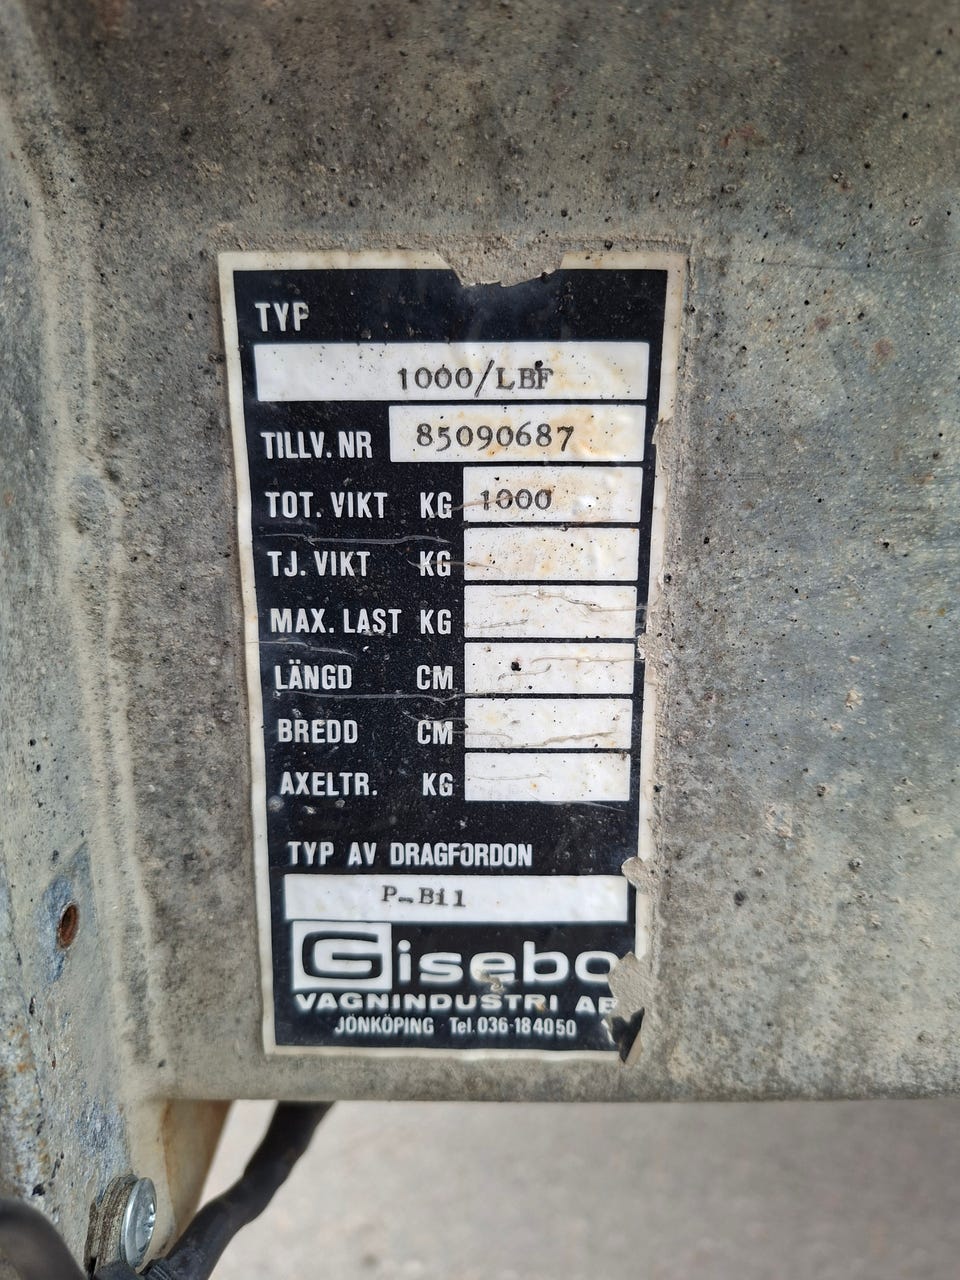 TYP
1000/LBF
TILLV. NR 85090687
TOT. VIKT KG 1000
TJ. VIKT KG
MAX. LAST KG
LÄNGD CM
BREDD CM
AXELTR. KG
TYP AV DRAGFORDON
P-Bil
Gisebo
VAGNINDUSTRI AB
JÖNKÖPING Tel. 036-184050